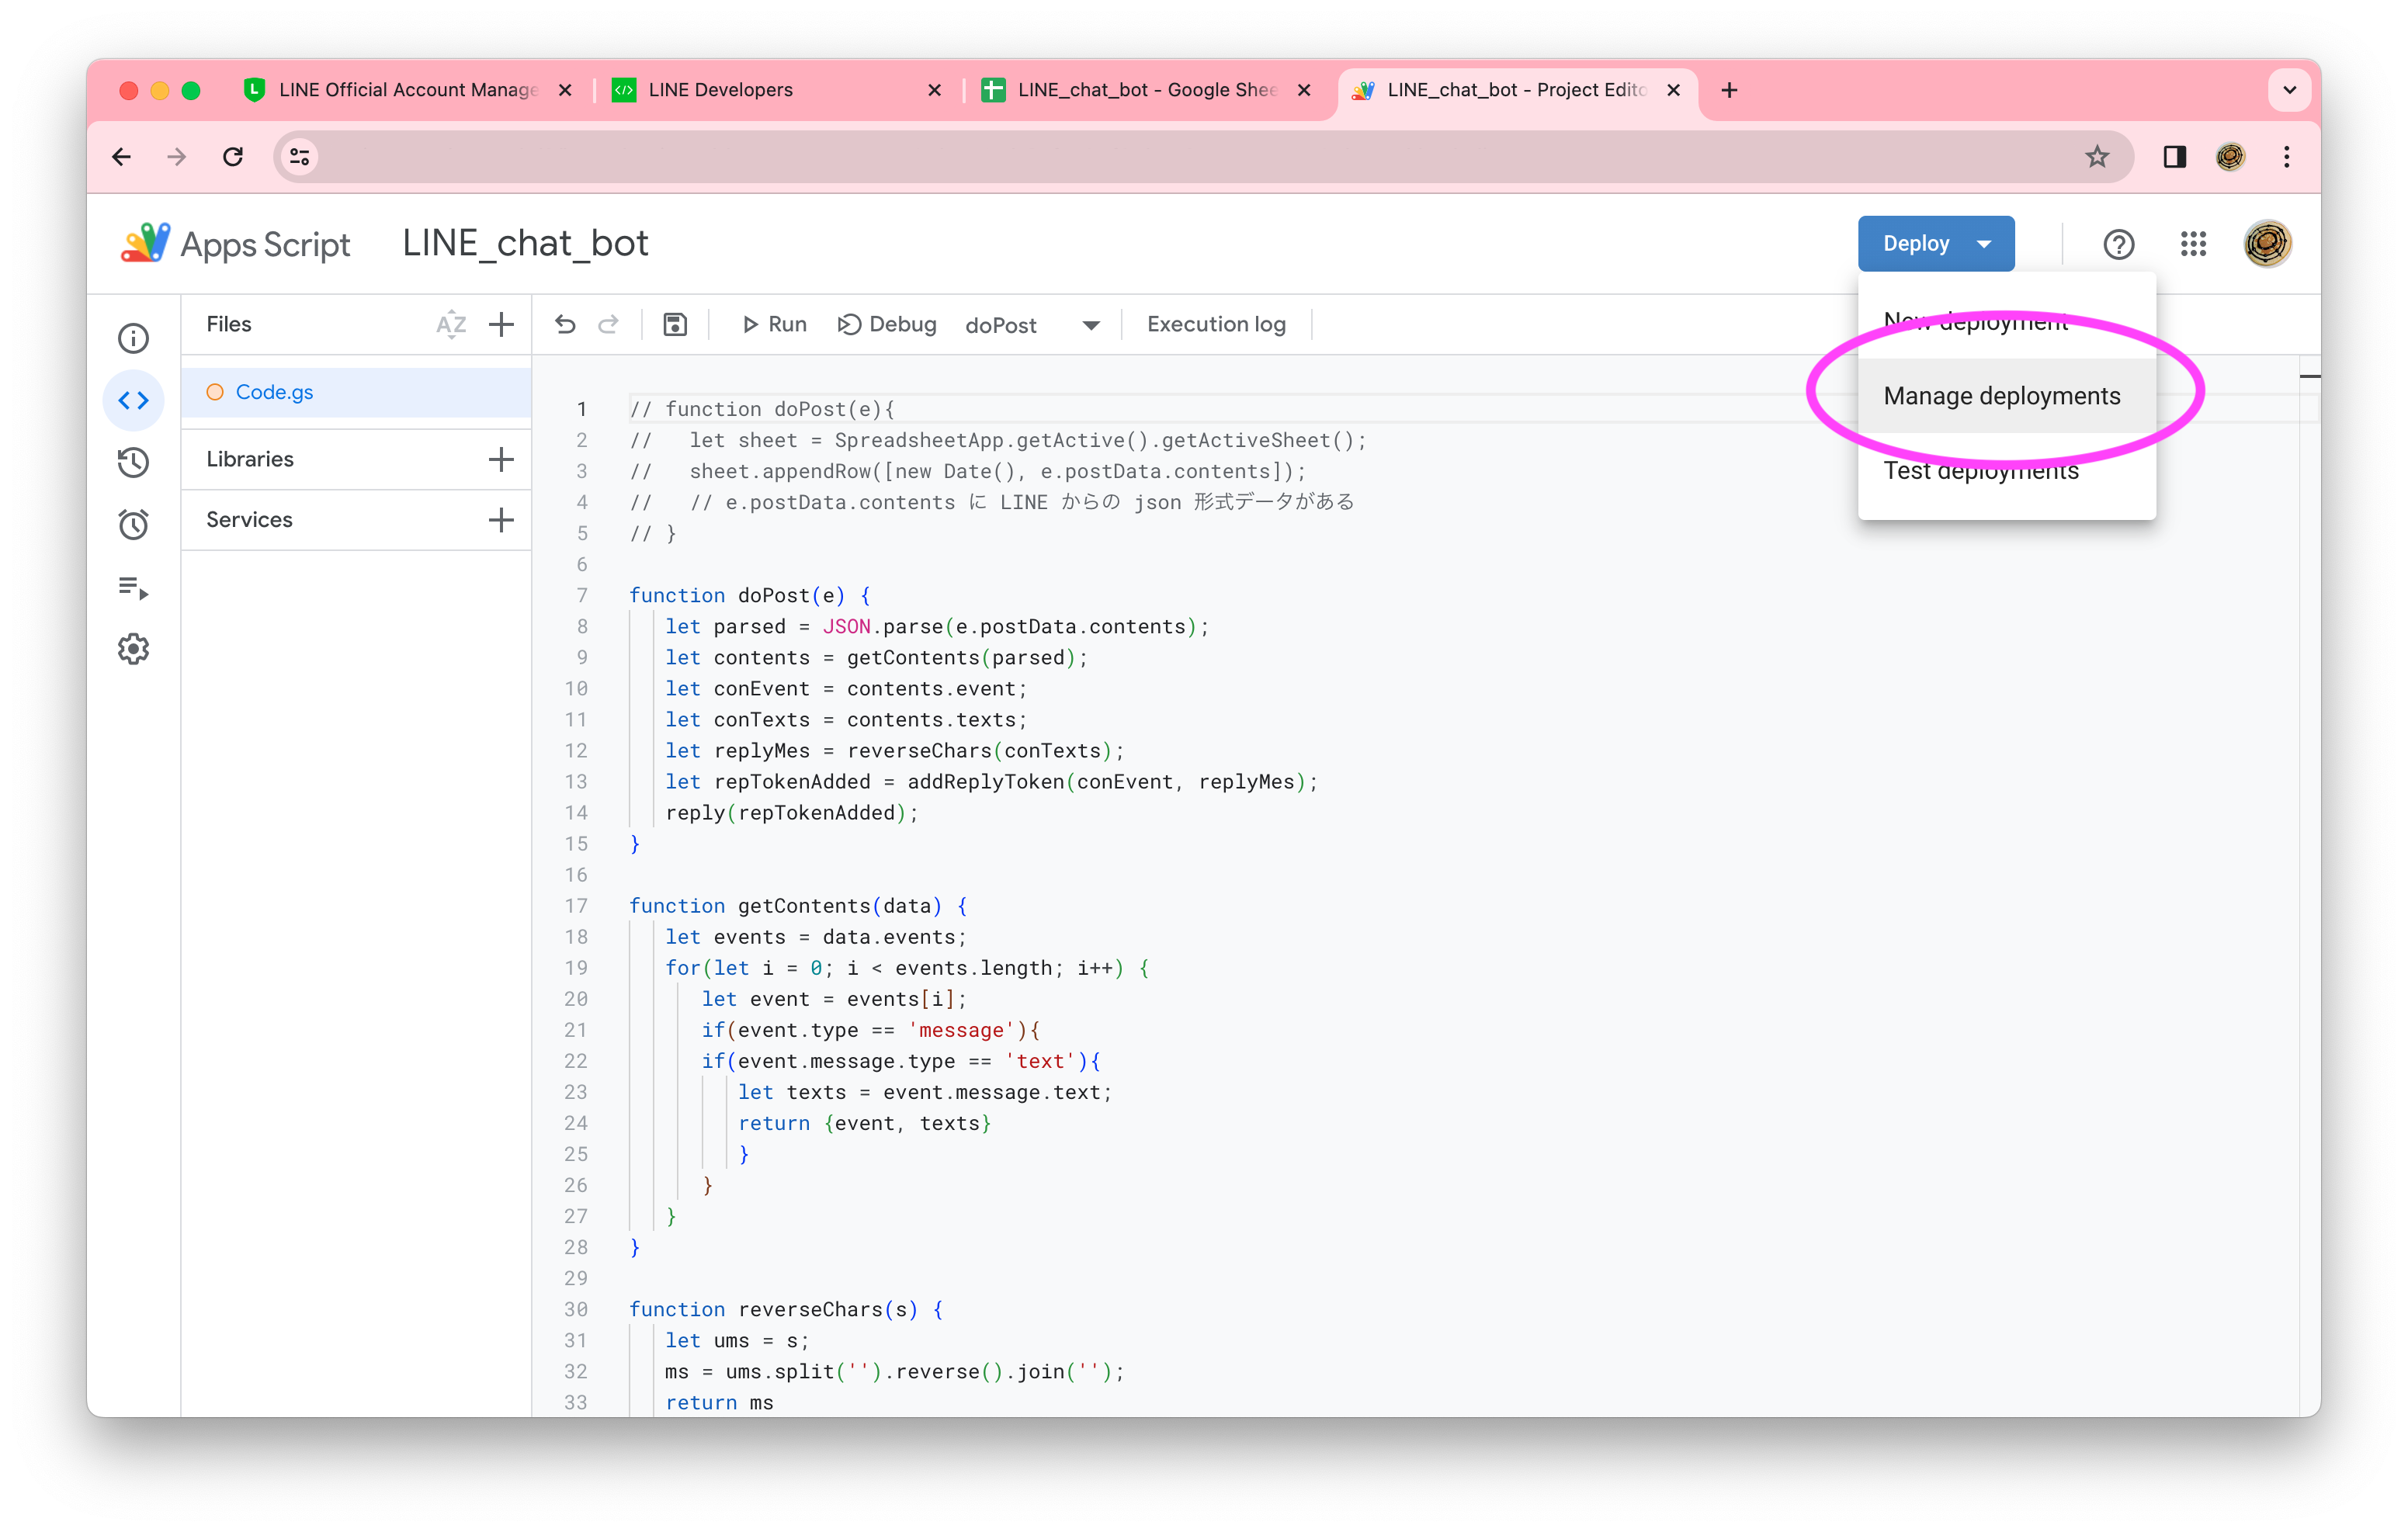 LINE Official Account Manage
LINE Developers
LINE_chat_bot - Google Shee
LINE_chat_bot - Project Edito
Apps Script
LINE_chat_bot
Deploy
New deployment
Manage deployments
Test deployments
Files
AZ
Run
Debug
doPost
Execution log
Code.gs
Libraries
Services
1 // function doPost(e){
2 //   let sheet = SpreadsheetApp.getActive().getActiveSheet();
3 //   sheet.appendRow([new Date(), e.postData.contents]);
4 //   // e.postData.contents に LINE からの json 形式データがある
5 // }
6
7 function doPost(e) {
8   let parsed = JSON.parse(e.postData.contents);
9   let contents = getContents(parsed);
10   let conEvent = contents.event;
11   let conTexts = contents.texts;
12   let replyMes = reverseChars(conTexts);
13   let repTokenAdded = addReplyToken(conEvent, replyMes);
14   reply(repTokenAdded);
15 }
16
17 function getContents(data) {
18   let events = data.events;
19   for(let i = 0; i < events.length; i++) {
20      let event = events[i];
21      if(event.type == 'message'){
22      if(event.message.type == 'text'){
23         let texts = event.message.text;
24         return {event, texts}
25         }
26      }
27   }
28 }
29
30 function reverseChars(s) {
31   let ums = s;
32   ms = ums.split('').reverse().join('');
33   return ms